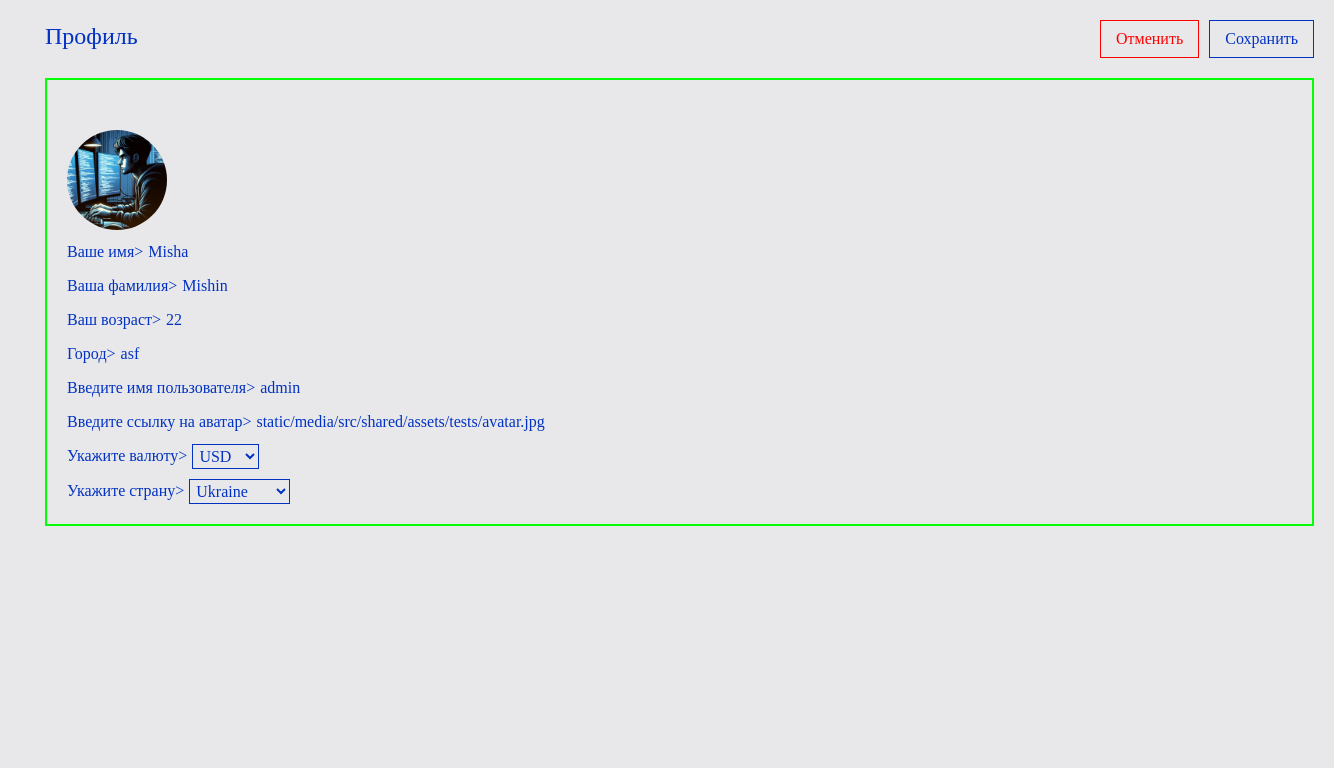 Профиль
Отменить
Сохранить
Ваше имя> Misha
Ваша фамилия> Mishin
Ваш возраст> 22
Город> asf
Введите имя пользователя> admin
Введите ссылку на аватар> static/media/src/shared/assets/tests/avatar.jpg
Укажите валюту> USD
Укажите страну> Ukraine